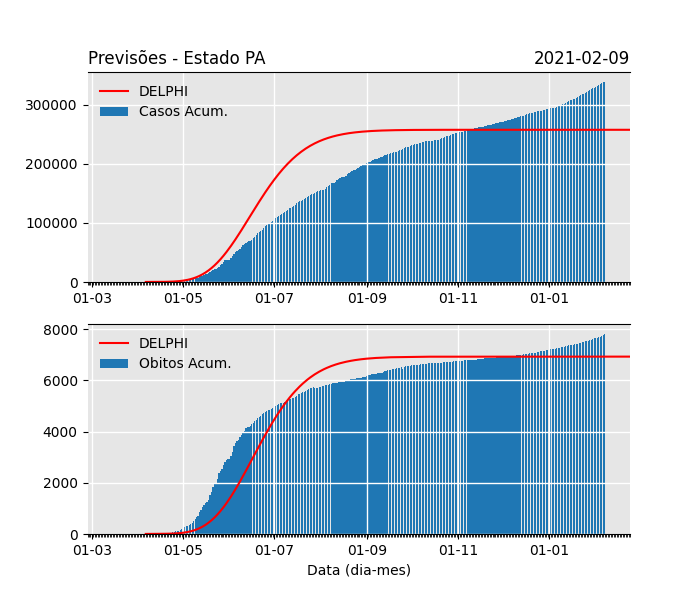 Previsões - Estado PA 2021-02-09
DELPHI
Casos Acum.
300000
200000
100000
0
01-03 01-05 01-07 01-09 01-11 01-01
DELPHI
Obitos Acum.
8000
6000
4000
2000
0
01-03 01-05 01-07 01-09 01-11 01-01
Data (dia-mes)